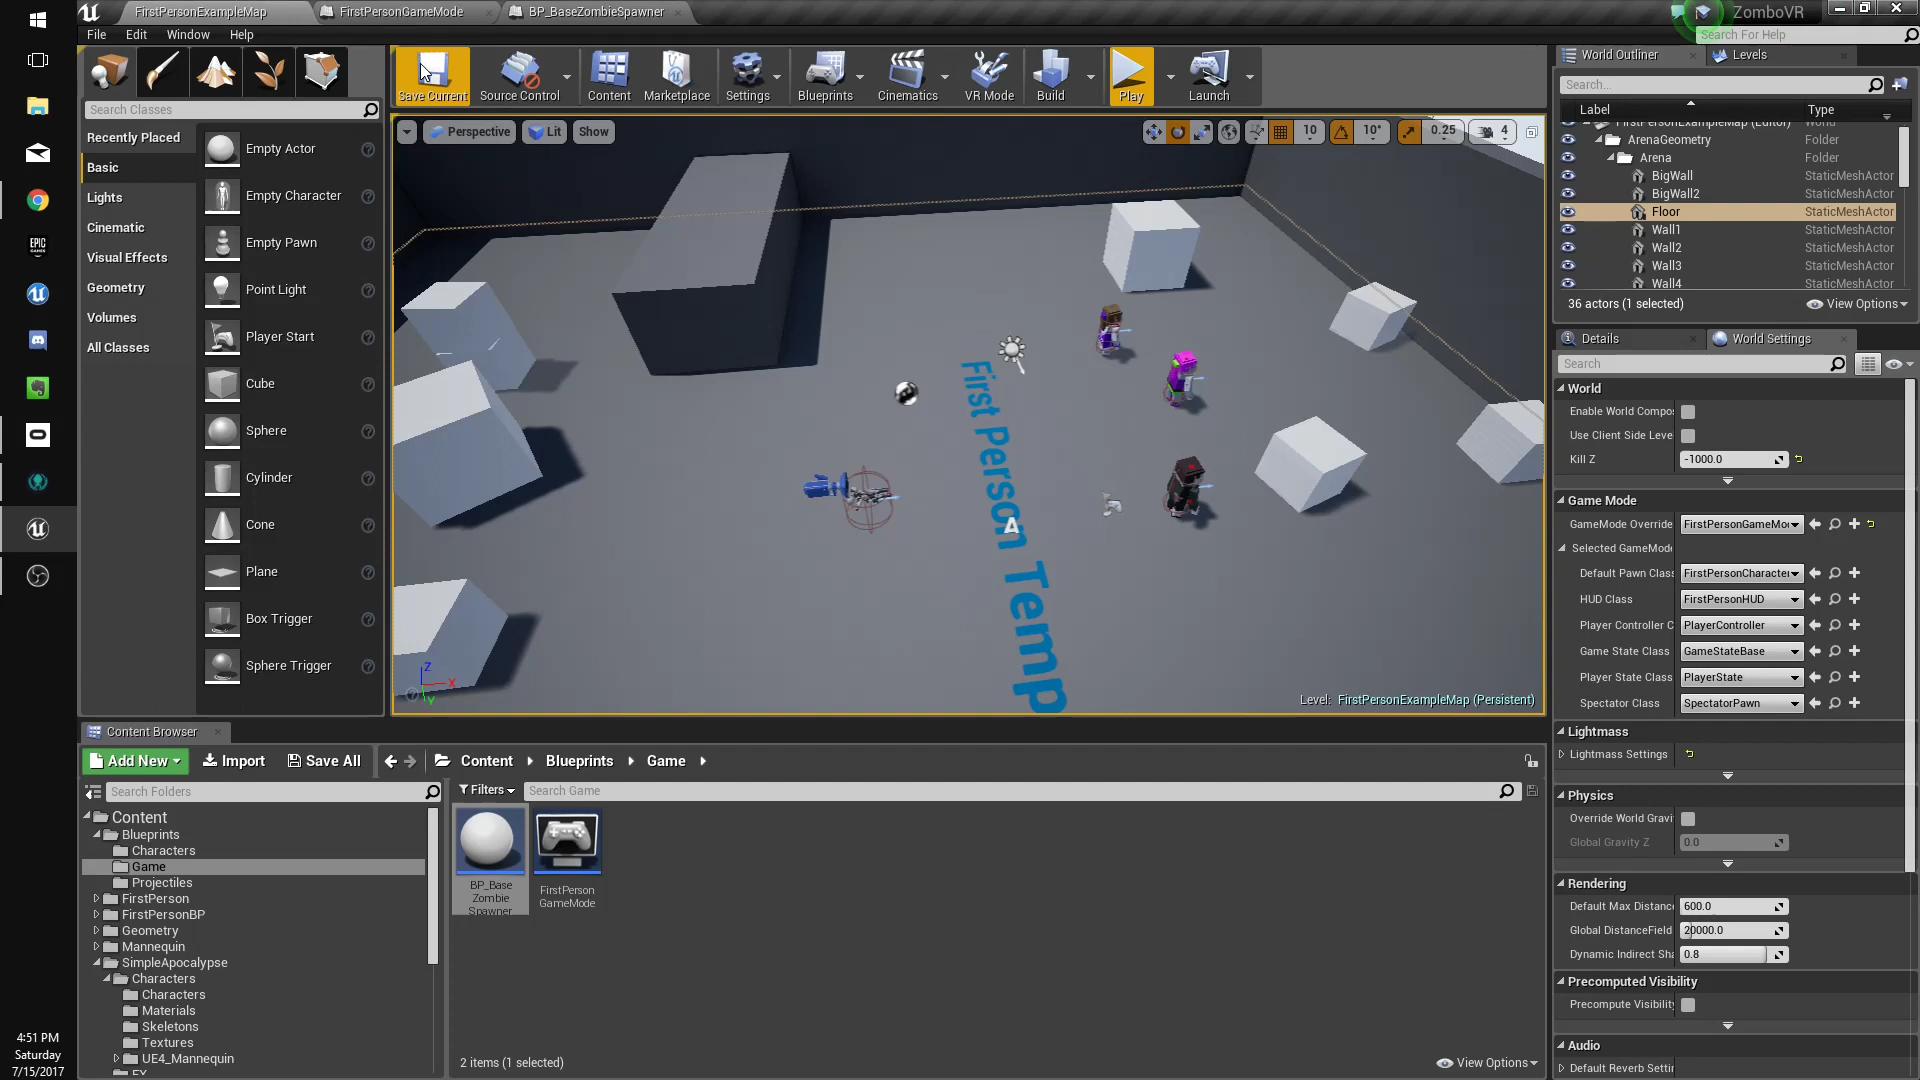 FirstPersonExampleMap
FirstPersonGameMode
BP_BaseZombieSpawner
ZomboVR
File Edit Window Help
Search For Help
Search Classes
Recently Placed
Basic
Lights
Cinematic
Visual Effects
Geometry
Volumes
All Classes
Empty Actor
Empty Character
Empty Pawn
Point Light
Player Start
Cube
Sphere
Cylinder
Cone
Plane
Box Trigger
Sphere Trigger
Save Current
Source Control
Content
Marketplace
Settings
Blueprints
Cinematics
VR Mode
Build
Play
Launch
Perspective
Lit
Show
10
10°
0.25
4
First Person Temp
A
Z
X
Y
Level: FirstPersonExampleMap (Persistent)
World Outliner
Levels
Search...
Label Type
FirstPersonExampleMap (Editor) World
ArenaGeometry Folder
Arena Folder
BigWall StaticMeshActor
BigWall2 StaticMeshActor
Floor StaticMeshActor
Wall1 StaticMeshActor
Wall2 StaticMeshActor
Wall3 StaticMeshActor
Wall4 StaticMeshActor
36 actors (1 selected)
View Options
Details
World Settings
Search
World
Enable World Compo
Use Client Side Leve
Kill Z -1000.0
Game Mode
GameMode Override FirstPersonGameMo
Selected GameMode
Default Pawn Class FirstPersonCharacter
HUD Class FirstPersonHUD
Player Controller C PlayerController
Game State Class GameStateBase
Player State Class PlayerState
Spectator Class SpectatorPawn
Lightmass
Lightmass Settings
Physics
Override World Gravi
Global Gravity Z 0.0
Rendering
Default Max Distance 600.0
Global DistanceField 20000.0
Dynamic Indirect Sha 0.8
Precomputed Visibility
Precompute Visibility
Audio
Default Reverb Settin
Content Browser
Add New
Import
Save All
Content
Blueprints
Game
Search Folders
Filters
Search Game
Content
Blueprints
Characters
Game
Projectiles
FirstPerson
FirstPersonBP
Geometry
Mannequin
SimpleApocalypse
Characters
Characters
Materials
Skeletons
Textures
UE4_Mannequin
FX
BP_Base
Zombie
Spawner
FirstPerson
GameMode
2 items (1 selected)
View Options
EPIC
GAMES
4:51 PM
Saturday
7/15/2017